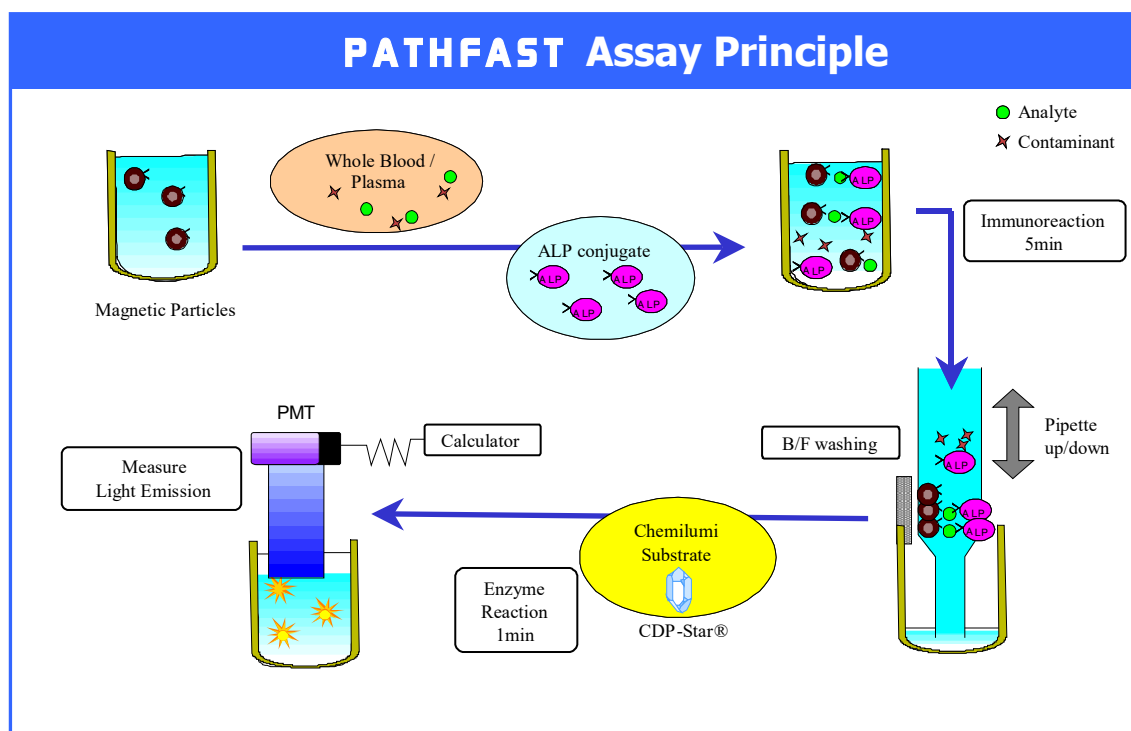 PATHFAST Assay Principle
Analyte
Contaminant
Whole Blood /
Plasma
ALP conjugate
ALP
ALP
ALP
ALP
Magnetic Particles
ALP
ALP
ALP
Immunoreaction
5min
Pipette
up/down
B/F washing
ALP
ALP
ALP
Chemilumi
Substrate
CDP-Star®
Enzyme
Reaction
1min
PMT
Calculator
Measure
Light Emission